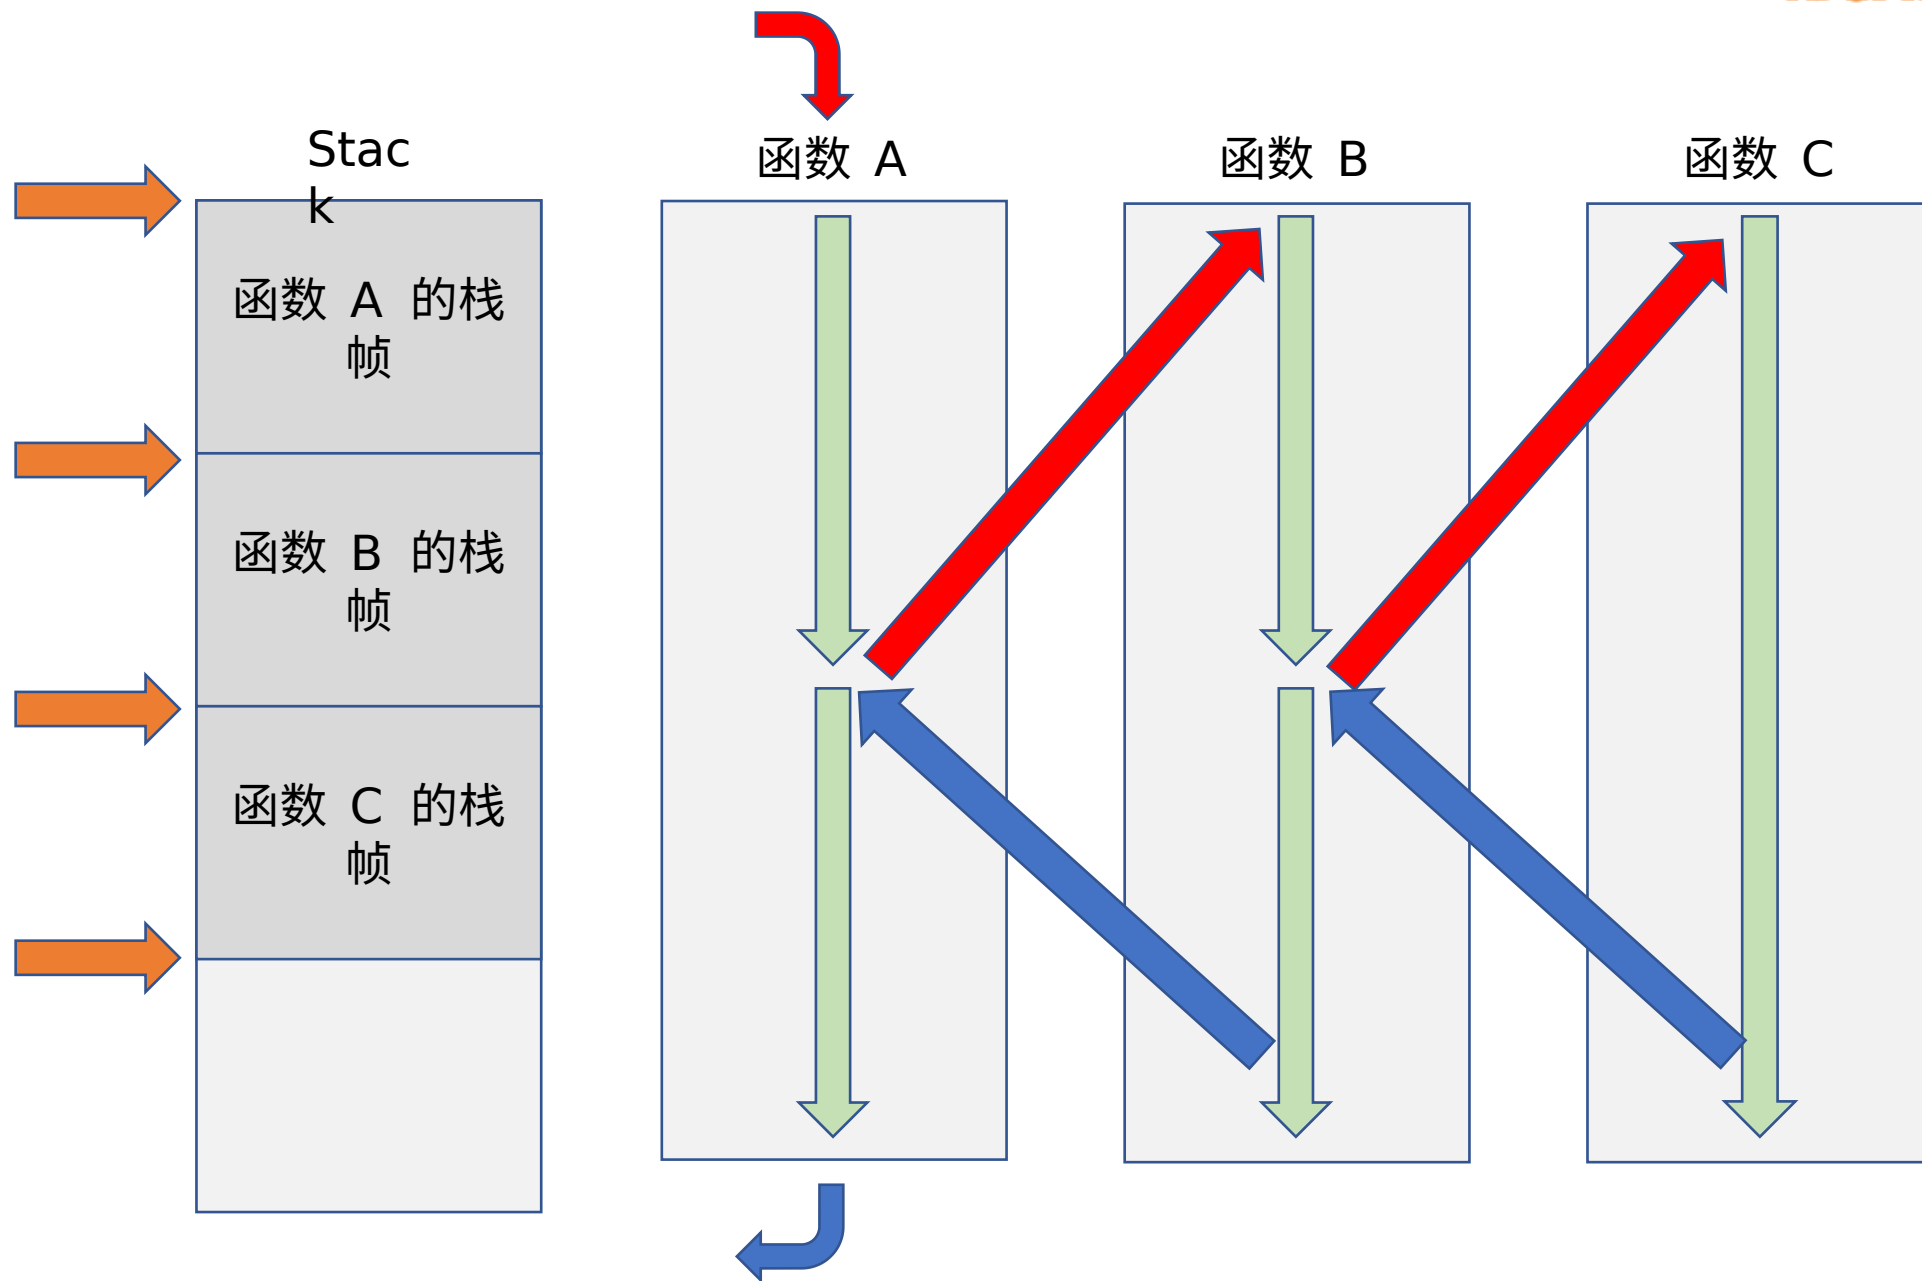 Stac
k
函数 A 的栈
帧
函数 B 的栈
帧
函数 C 的栈
帧
函数 A
函数 B
函数 C